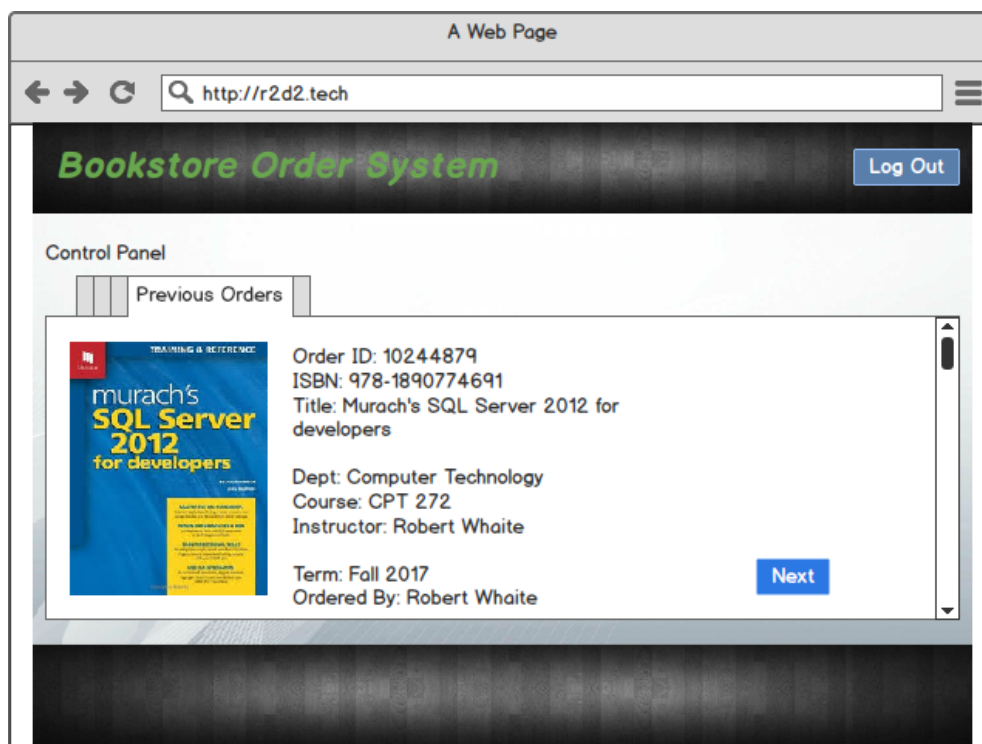 A Web Page
http://r2d2.tech
Bookstore Order System
Log Out
Control Panel
Previous Orders
TRAINING & REFERENCE
murach's
SQL Server
2012
for developers
Order ID: 10244879
ISBN: 978-1890774691
Title: Murach's SQL Server 2012 for
developers
Dept: Computer Technology
Course: CPT 272
Instructor: Robert Whaite
Term: Fall 2017
Ordered By: Robert Whaite
Next